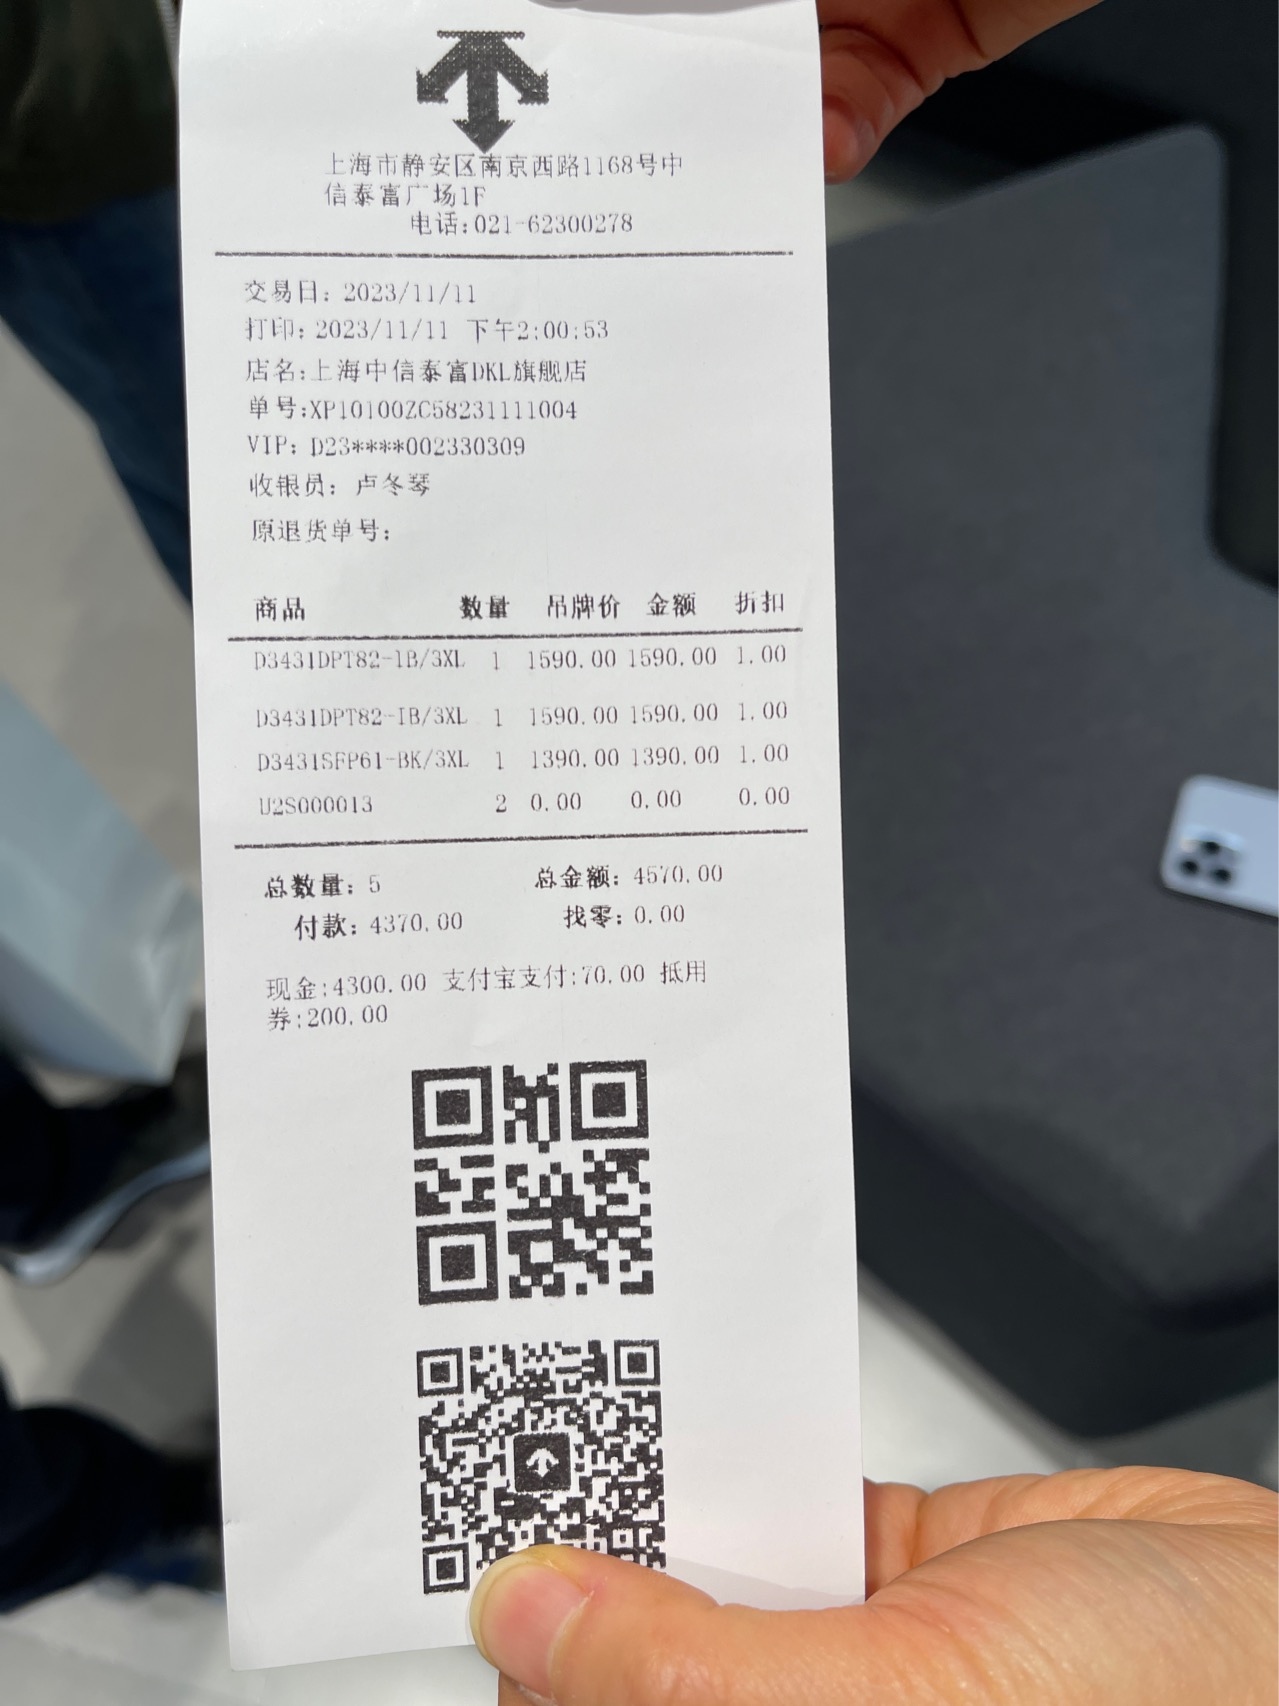 上海市静安区南京西路1168号中
信泰富广场1F
电话:021-62300278
交易日: 2023/11/11
打印: 2023/11/11 下午2:00:53
店名:上海中信泰富DKL旗舰店
单号:XP10100ZC58231111004
VIP: D23****002330309
收银员: 卢冬琴
原退货单号:
商品 数量 吊牌价 金额 折扣
D3431DPT82-IB/3XL 1 1590.00 1590.00 1.00
D3431DPT82-IB/3XL 1 1590.00 1590.00 1.00
D3431SFP61-BK/3XL 1 1390.00 1390.00 1.00
U2S000013 2 0.00 0.00 0.00
总数量: 5 总金额: 4570.00
付款: 4370.00 找零: 0.00
现金:4300.00 支付宝支付:70.00 抵用
券:200.00